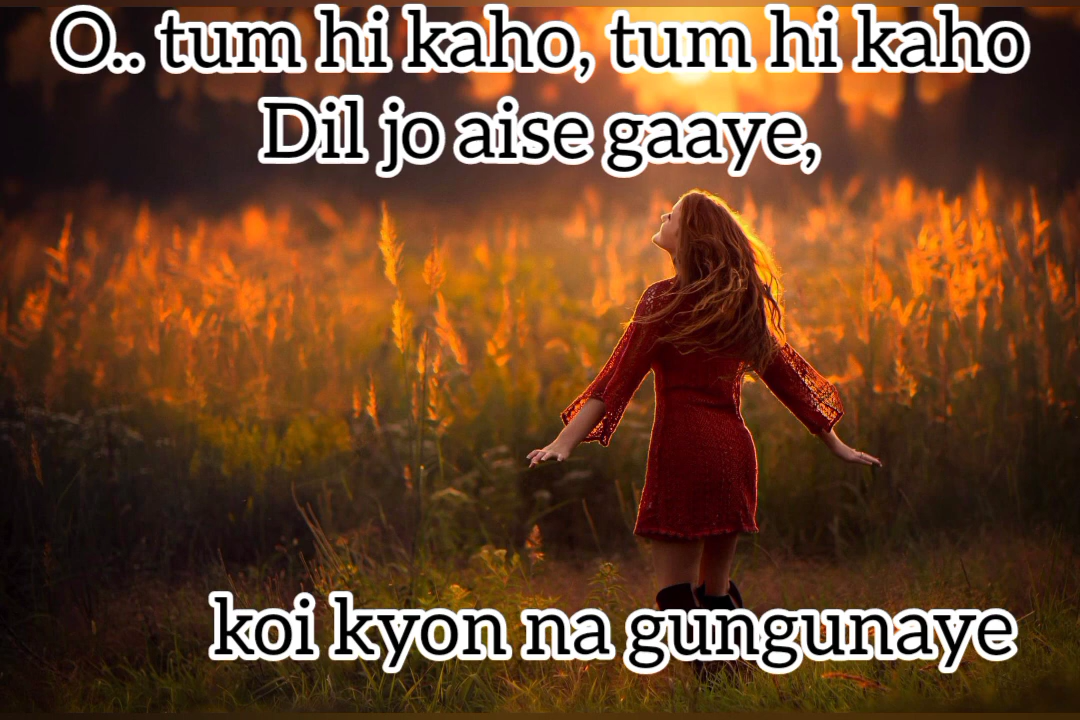 O.. tum hi kaho, tum hi kaho
Dil jo aise gaaye,
koi kyon na gungunaye